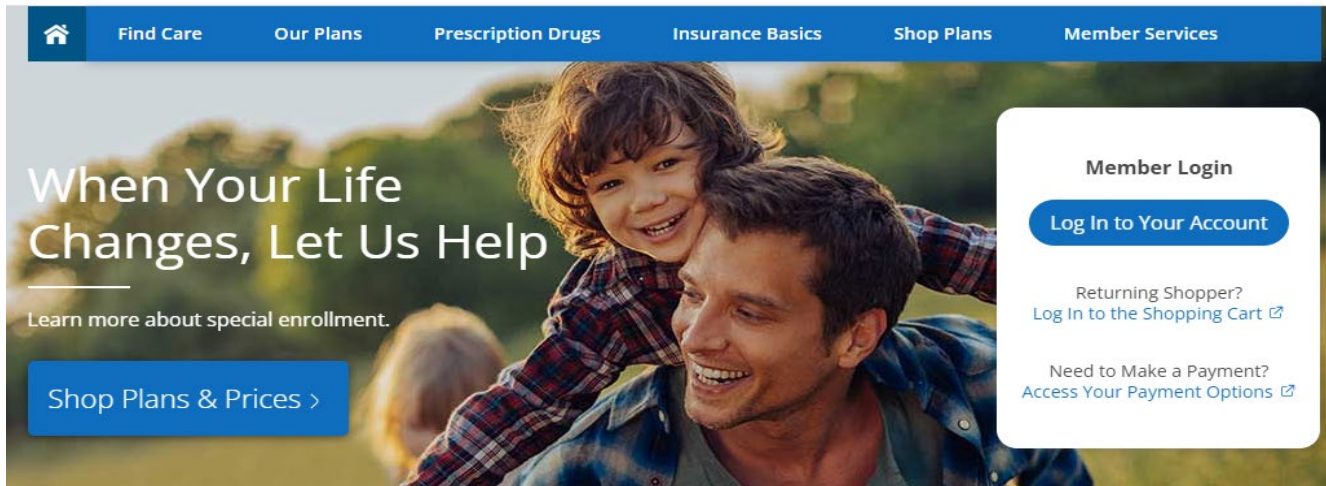 Find Care Our Plans Prescription Drugs Insurance Basics Shop Plans Member Services
When Your Life
Changes, Let Us Help
Learn more about special enrollment.
Shop Plans & Prices >
Member Login
Log In to Your Account
Returning Shopper?
Log In to the Shopping Cart
Need to Make a Payment?
Access Your Payment Options